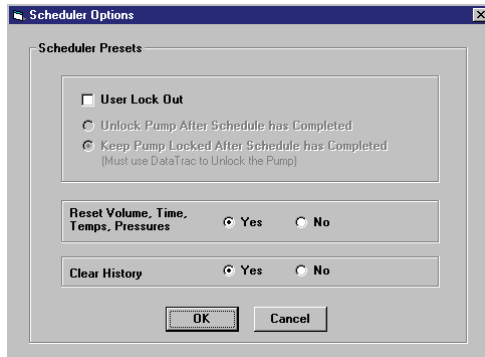 Scheduler Options
Scheduler Presets
User Lock Out
Unlock Pump After Schedule has Completed
Keep Pump Locked After Schedule has Completed
(Must use DataTrac to Unlock the Pump)
Reset Volume, Time,
Temps, Pressures
Yes
No
Clear History
Yes
No
OK
Cancel